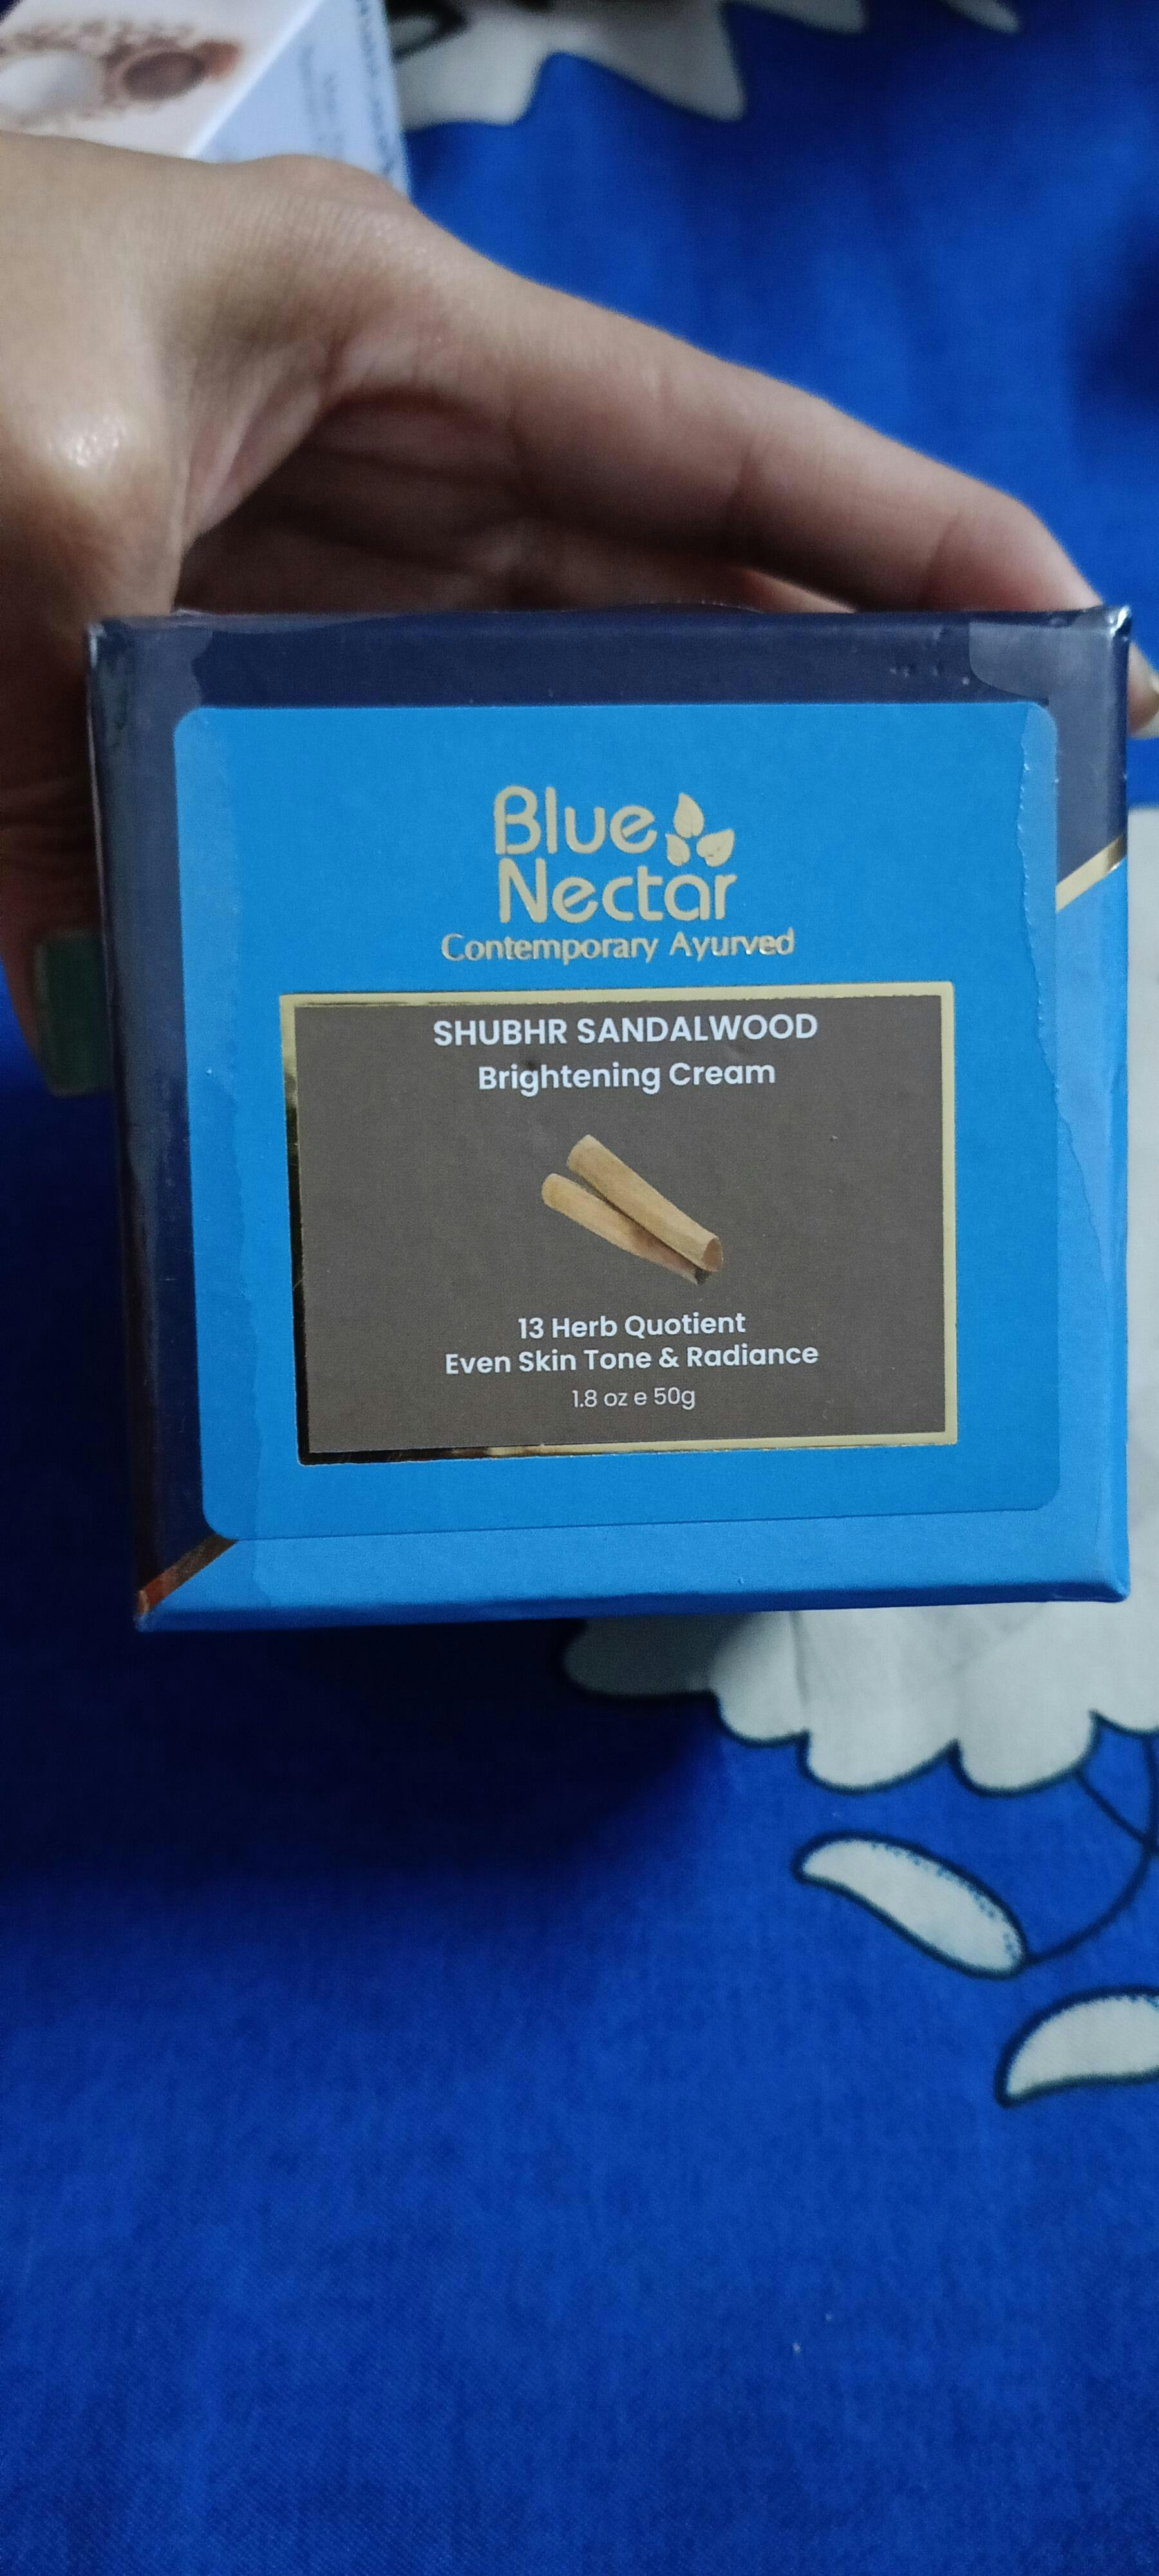 Blue
Nectar
Contemporary Ayurved
SHUBHR SANDALWOOD
Brightening Cream
13 Herb Quotient
Even Skin Tone & Radiance
1.8 oz e 50g